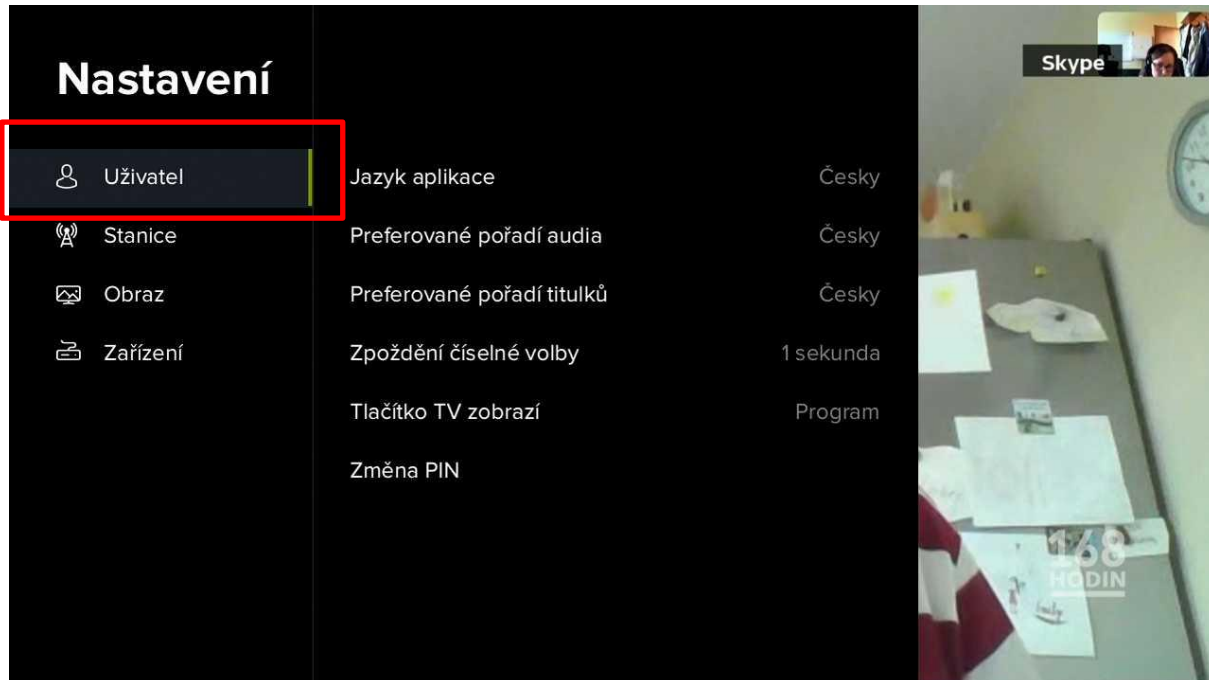 Nastavení
Uživatel
Stanice
Obraz
Zařízení
Jazyk aplikace Česky
Preferované pořadí audia Česky
Preferované pořadí titulků Česky
Zpoždění číselné volby 1 sekunda
Tlačítko TV zobrazí Program
Změna PIN
Skype
168
HODIN